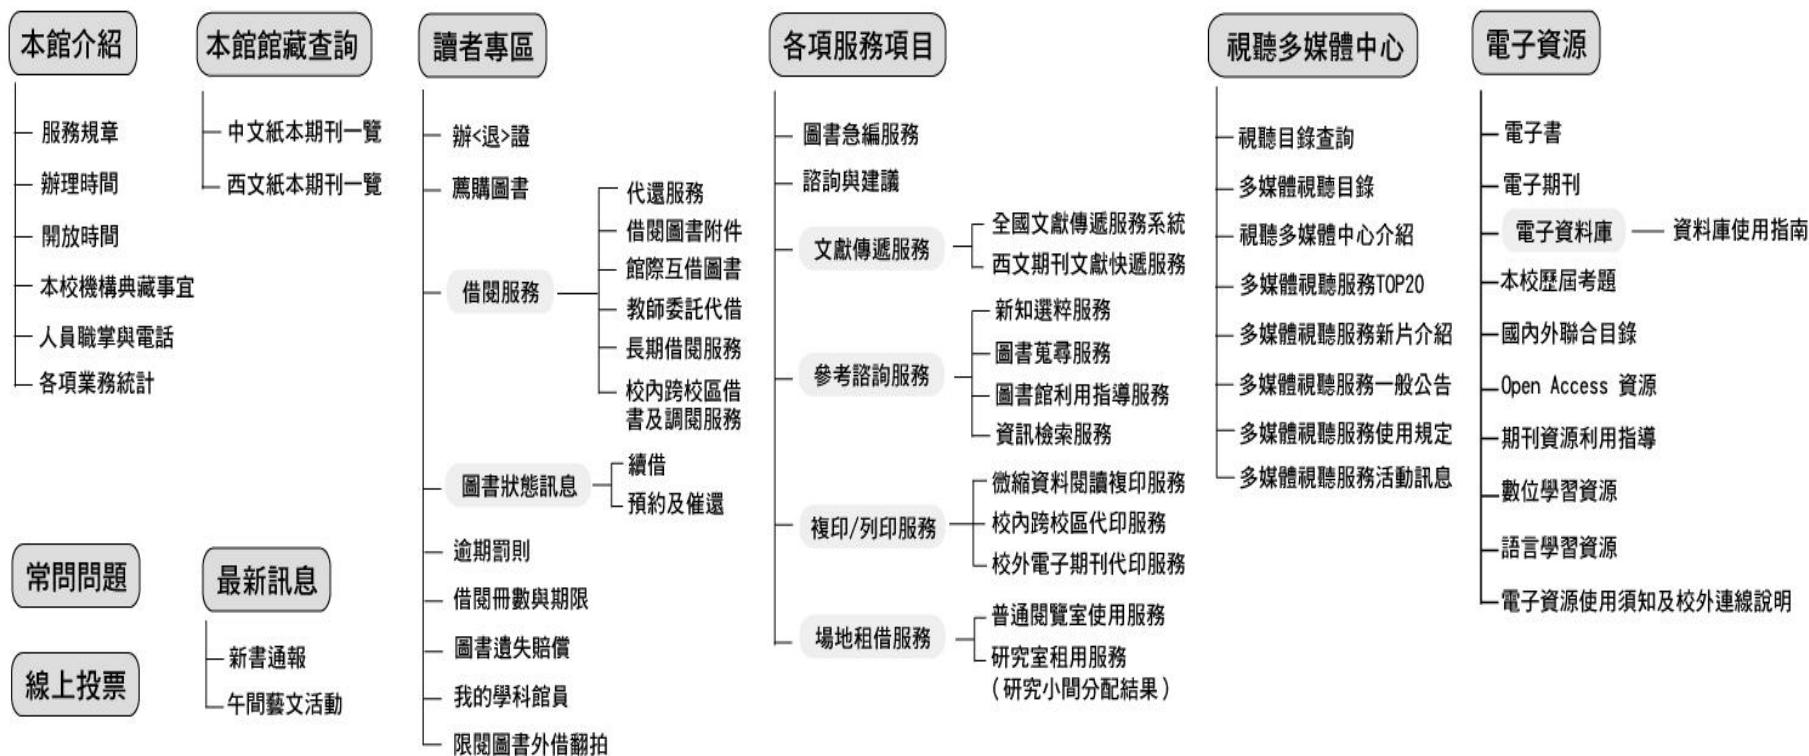 本館介紹
服務規章
辦理時間
開放時間
本校機構典藏事宜
人員職掌與電話
各項業務統計
本館館藏查詢
中文紙本期刊一覽
西文紙本期刊一覽
讀者專區
辦<退>證
薦購圖書
借閱服務
代還服務
借閱圖書附件
館際互借圖書
教師委託代借
長期借閱服務
校內跨校區借
書及調閱服務
圖書狀態訊息
續借
預約及催還
逾期罰則
借閱冊數與期限
圖書遺失賠償
我的學科館員
限閱圖書外借翻拍
各項服務項目
圖書急編服務
諮詢與建議
文獻傳遞服務
全國文獻傳遞服務系統
西文期刊文獻快遞服務
參考諮詢服務
新知選粹服務
圖書蒐尋服務
圖書館利用指導服務
資訊檢索服務
複印/列印服務
微縮資料閱讀複印服務
校內跨校區代印服務
校外電子期刊代印服務
場地租借服務
普通閱覽室使用服務
研究室租用服務
(研究小間分配結果)
視聽多媒體中心
視聽目錄查詢
多媒體視聽目錄
視聽多媒體中心介紹
多媒體視聽服務TOP20
多媒體視聽服務新片介紹
多媒體視聽服務一般公告
多媒體視聽服務使用規定
多媒體視聽服務活動訊息
電子資源
電子書
電子期刊
電子資料庫
資料庫使用指南
本校歷屆考題
國內外聯合目錄
Open Access 資源
期刊資源利用指導
數位學習資源
語言學習資源
電子資源使用須知及校外連線說明
常問問題
線上投票
最新訊息
新書通報
午間藝文活動